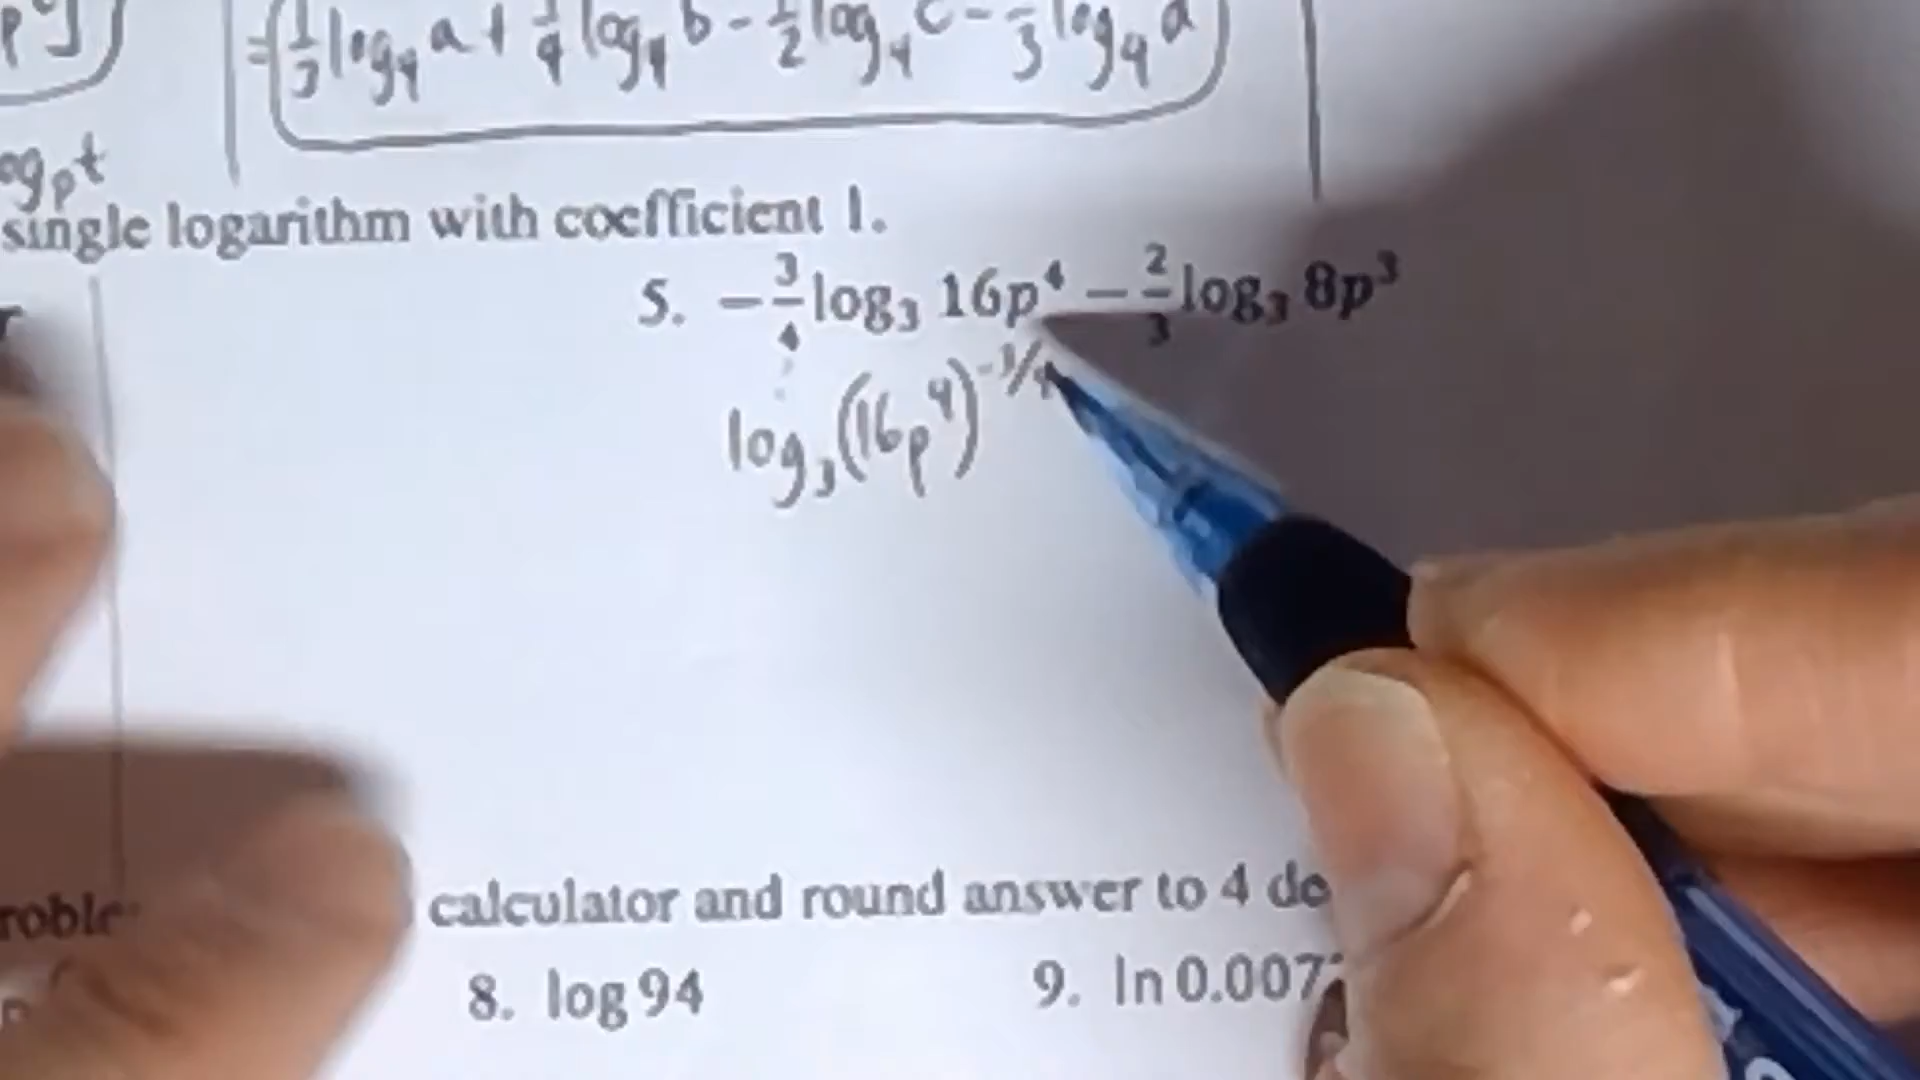 = 1/3 log₄ a + 1/4 log₄ b - 1/2 log₄ c - /3 log₄ d
log_p t
single logarithm with coefficient 1.
5. −3/4 log₃ 16p⁴ − 2/3 log₃ 8p³
log₃(16p⁴)^-3/4
calculator and round answer to 4 de
8. log 94
9. ln 0.007